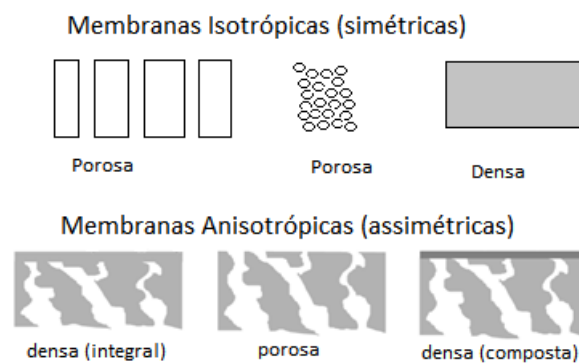 Membranas Isotrópicas (simétricas)
Porosa
Porosa
Densa
Membranas Anisotrópicas (assimétricas)
densa (integral)
porosa
densa (composta)